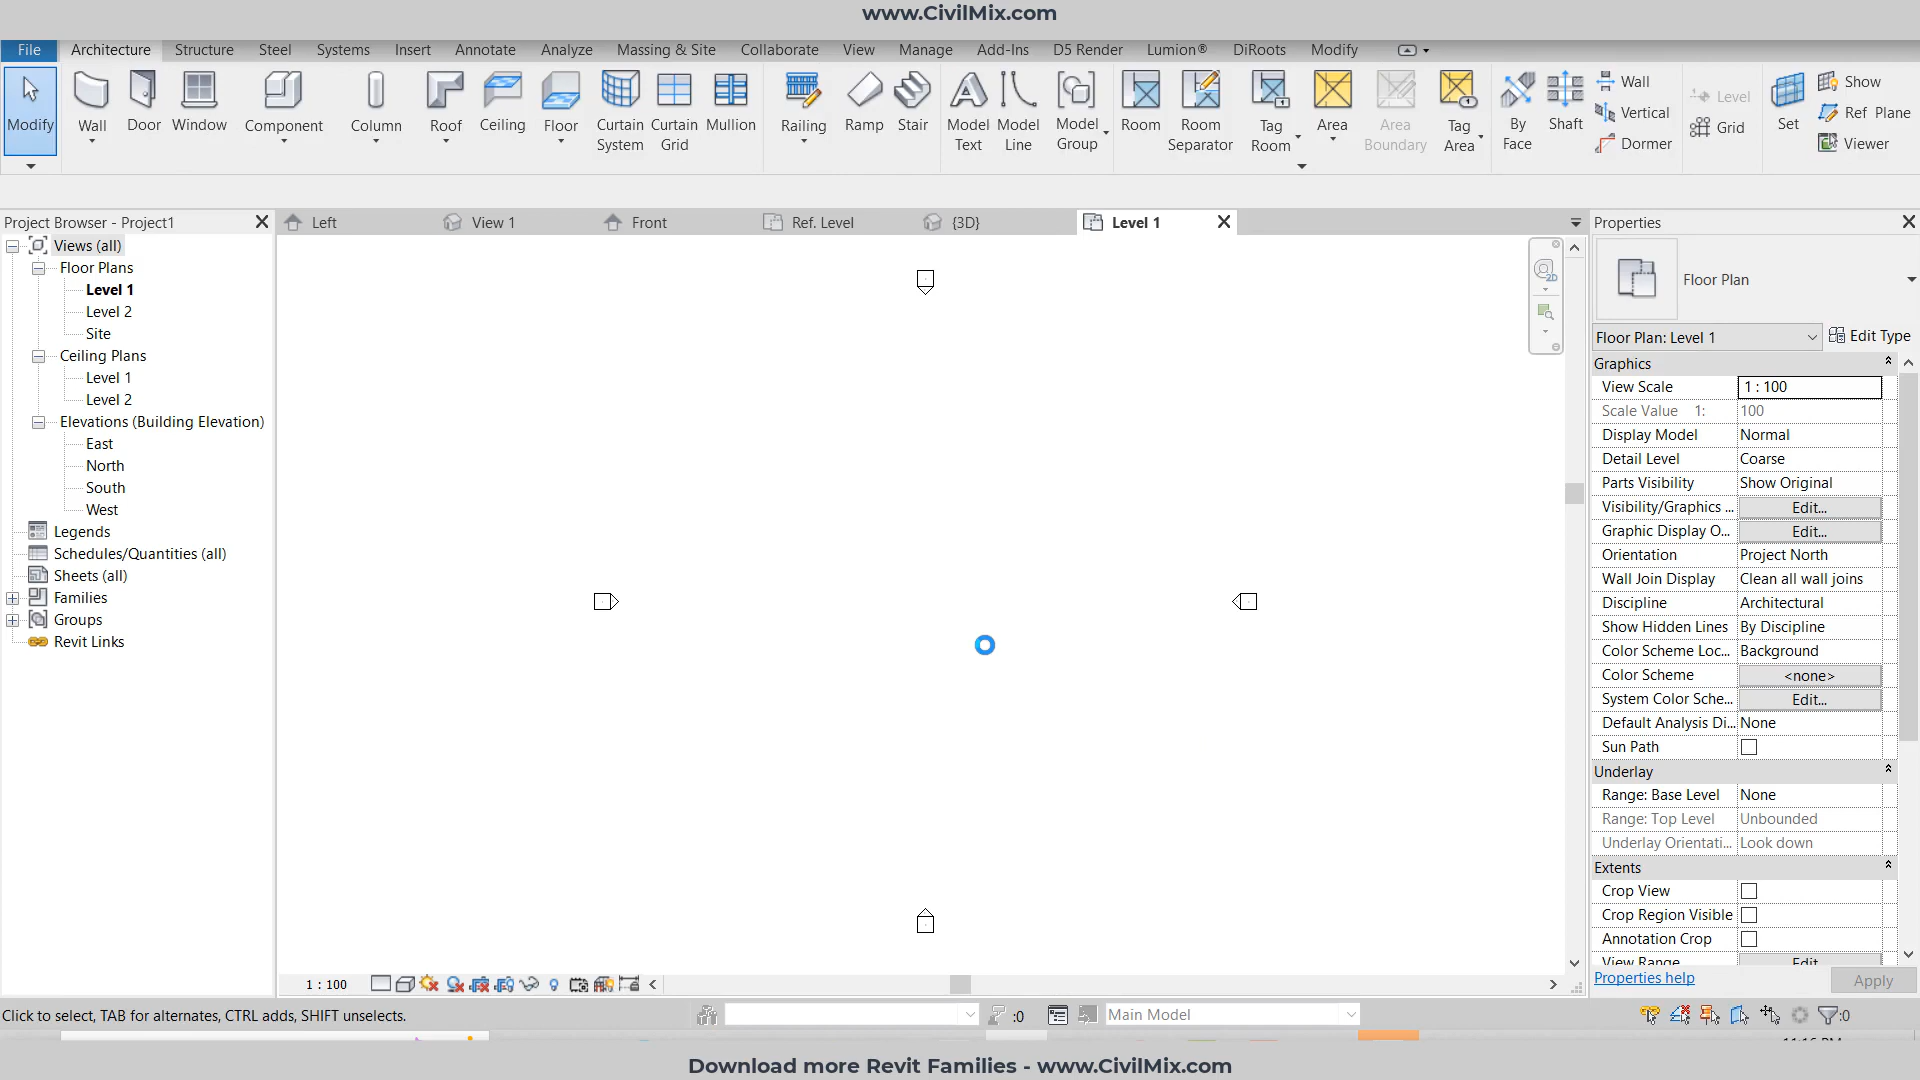 www.CivilMix.com
File Architecture Structure Steel Systems Insert Annotate Analyze Massing & Site Collaborate View Manage Add-Ins D5 Render Lumion® DiRoots Modify
Modify Wall Door Window Component Column Roof Ceiling Floor Curtain System Curtain Grid Mullion Railing Ramp Stair Model Text Model Line Model Group Room Room Separator Tag Room Area Area Boundary Tag Area By Face Shaft Wall Vertical Dormer Level Grid Set Show Ref Plane Viewer
Project Browser - Project1
Left View 1 Front Ref. Level {3D} Level 1
Properties
Views (all)
Floor Plans
Level 1
Level 2
Site
Ceiling Plans
Level 1
Level 2
Elevations (Building Elevation)
East
North
South
West
Legends
Schedules/Quantities (all)
Sheets (all)
Families
Groups
Revit Links
2D
Floor Plan
Floor Plan: Level 1 Edit Type
Graphics
View Scale 1 : 100
Scale Value 1: 100
Display Model Normal
Detail Level Coarse
Parts Visibility Show Original
Visibility/Graphics ... Edit...
Graphic Display O... Edit...
Orientation Project North
Wall Join Display Clean all wall joins
Discipline Architectural
Show Hidden Lines By Discipline
Color Scheme Loc... Background
Color Scheme <none>
System Color Sche... Edit...
Default Analysis Di... None
Sun Path
Underlay
Range: Base Level None
Range: Top Level Unbounded
Underlay Orientati... Look down
Extents
Crop View
Crop Region Visible
Annotation Crop
View Range Edit
Properties help Apply
1 : 100
Click to select, TAB for alternates, CTRL adds, SHIFT unselects. :0 Main Model :0
Download more Revit Families - www.CivilMix.com